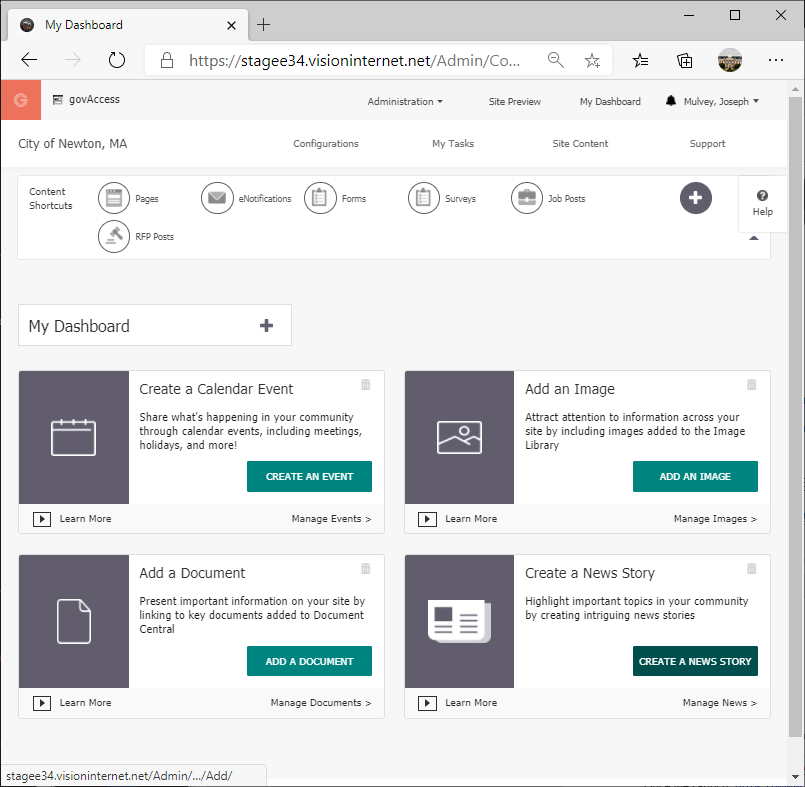 My Dashboard
https://stagee34.visioninternet.net/Admin/Co...
G
govAccess
Administration
Site Preview
My Dashboard
Mulvey, Joseph
City of Newton, MA
Configurations
My Tasks
Site Content
Support
Content
Shortcuts
Pages
eNotifications
Forms
Surveys
Job Posts
RFP Posts
Help
My Dashboard
Create a Calendar Event
Share what's happening in your community
through calendar events, including meetings,
holidays, and more!
CREATE AN EVENT
Learn More
Manage Events >
Add an Image
Attract attention to information across your
site by including images added to the Image
Library
ADD AN IMAGE
Learn More
Manage Images >
Add a Document
Present important information on your site by
linking to key documents added to Document
Central
ADD A DOCUMENT
Learn More
Manage Documents >
Create a News Story
Highlight important topics in your community
by creating intriguing news stories
CREATE A NEWS STORY
Learn More
Manage News >
stagee34.visioninternet.net/Admin/.../Add/